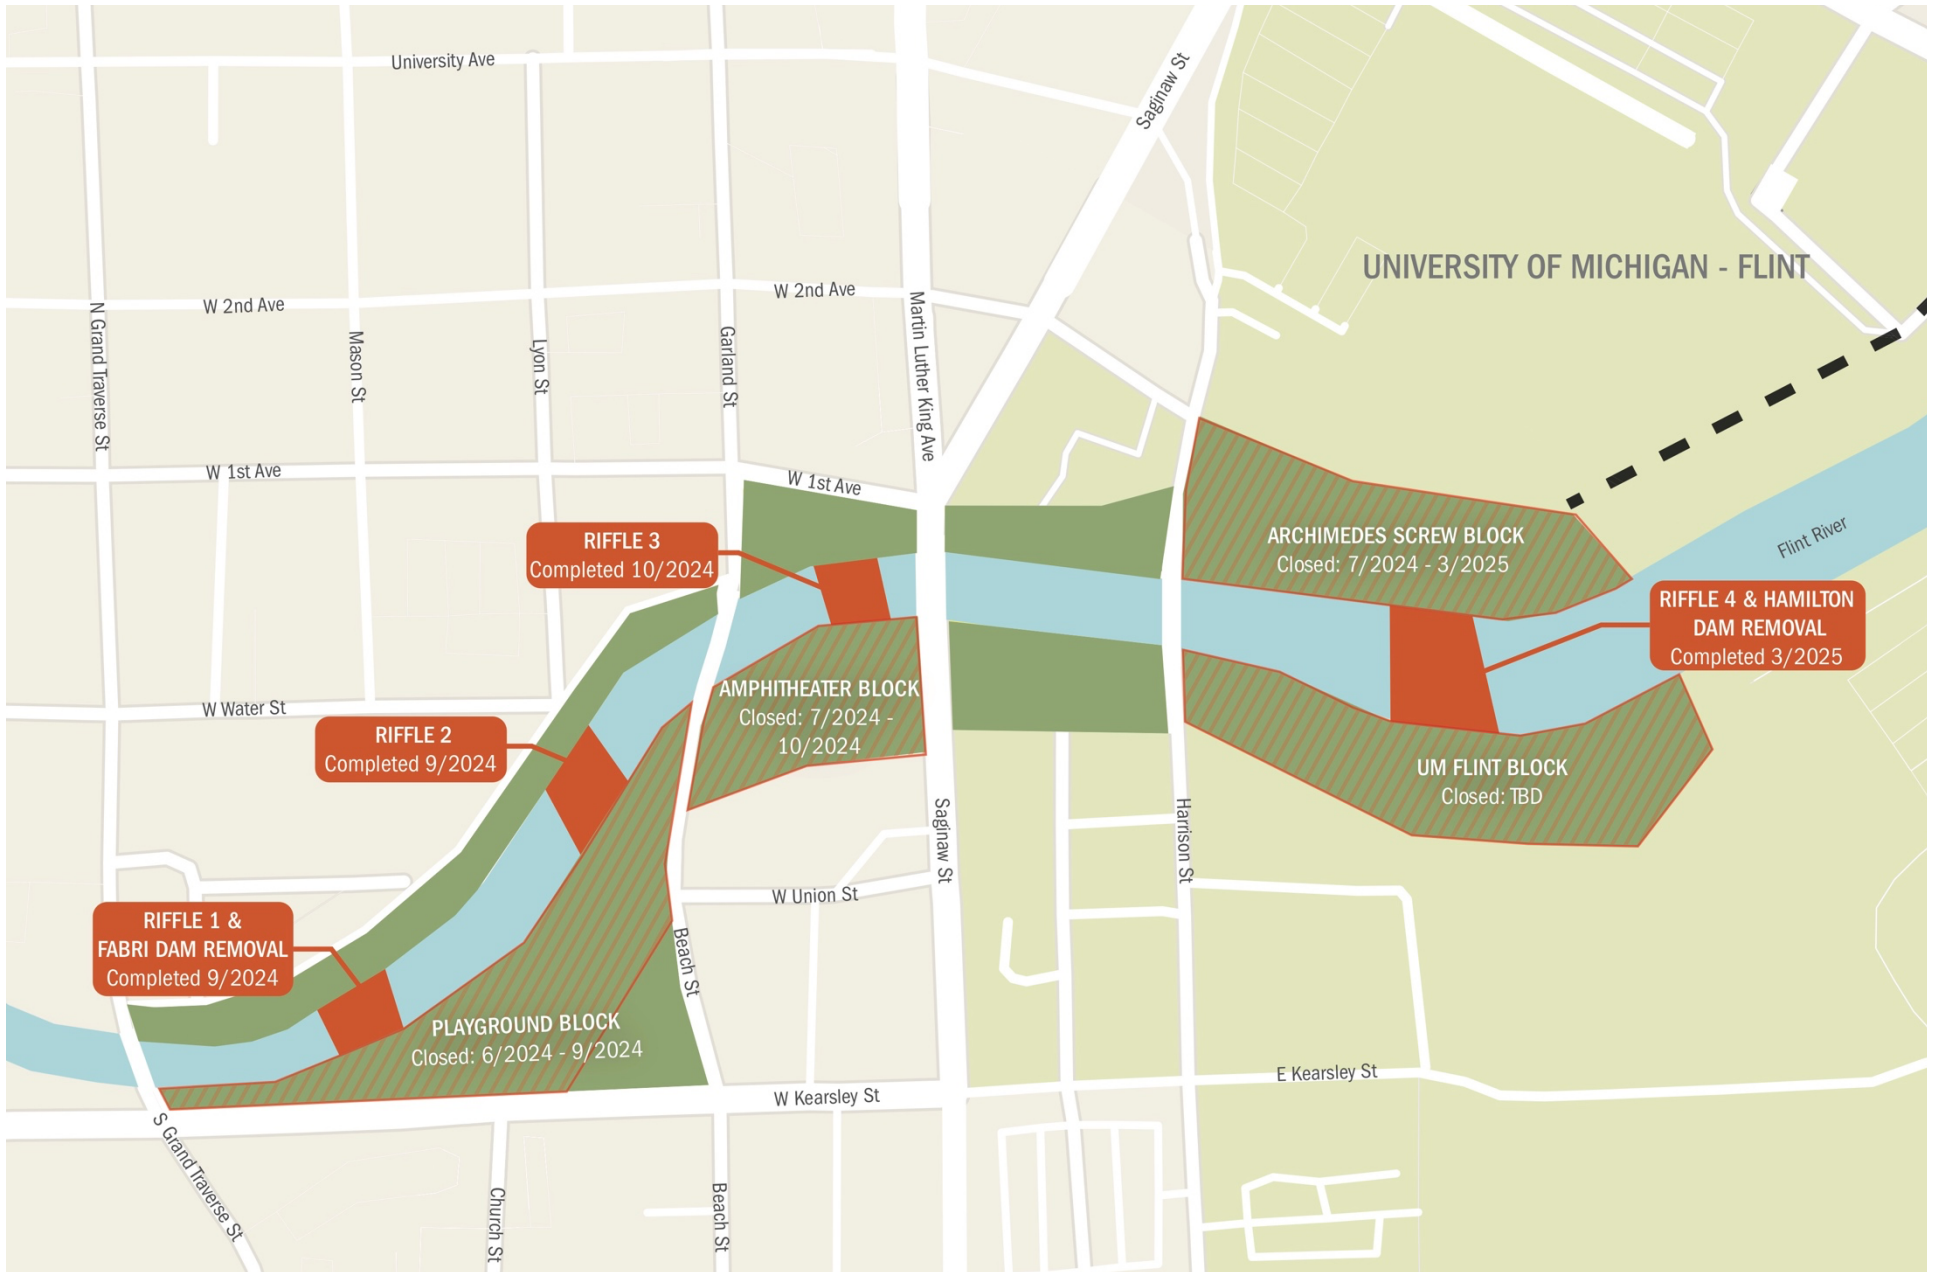 University Ave
Saginaw St
UNIVERSITY OF MICHIGAN - FLINT
W 2nd Ave
W 2nd Ave
N Grand Traverse St
Mason St
Lyon St
Garland St
Martin Luther King Ave
W 1st Ave
W 1st Ave
RIFFLE 3
Completed 10/2024
ARCHIMEDES SCREW BLOCK
Closed: 7/2024 - 3/2025
Flint River
RIFFLE 4 & HAMILTON
DAM REMOVAL
Completed 3/2025
W Water St
AMPHITHEATER BLOCK
Closed: 7/2024 -
10/2024
RIFFLE 2
Completed 9/2024
UM FLINT BLOCK
Closed: TBD
Saginaw St
Harrison St
W Union St
RIFFLE 1 &
FABRI DAM REMOVAL
Completed 9/2024
Beach St
PLAYGROUND BLOCK
Closed: 6/2024 - 9/2024
E Kearsley St
W Kearsley St
S Grand Traverse St
Church St
Beach St